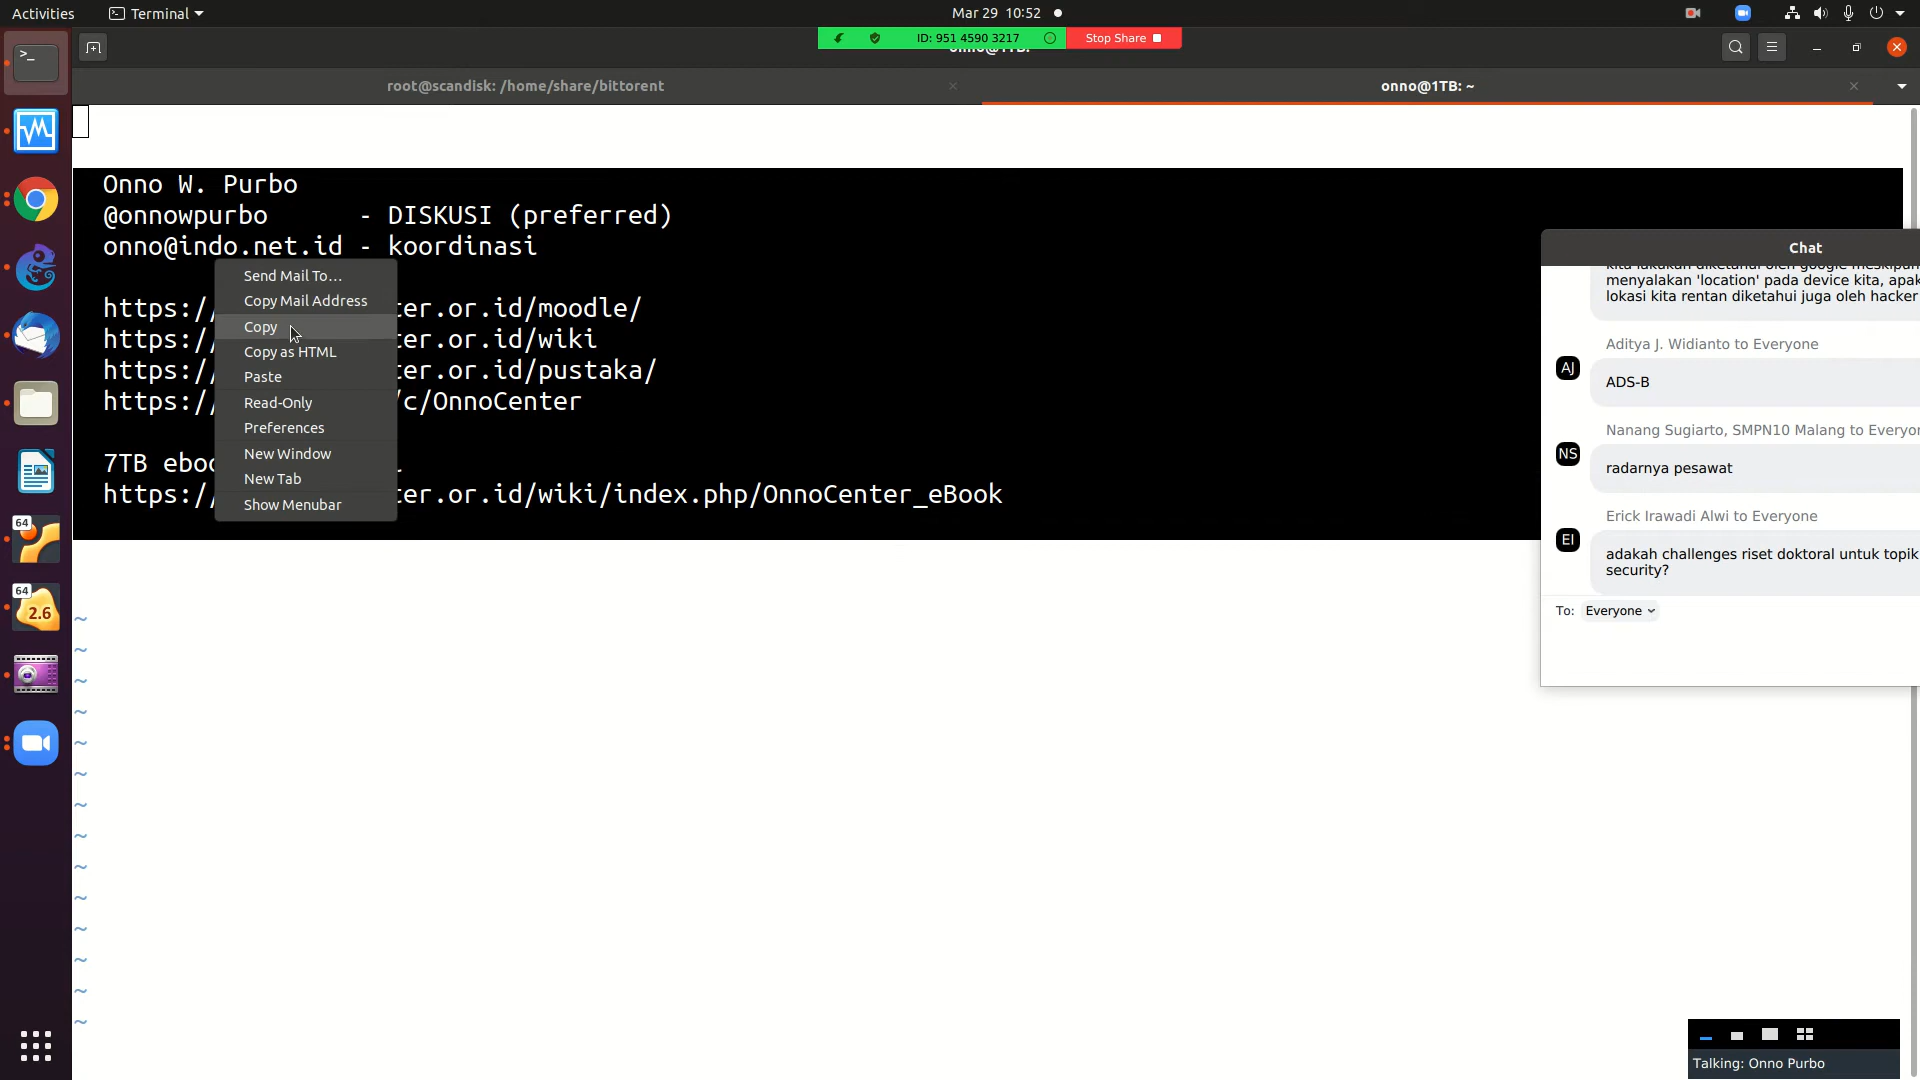 Activities
Terminal
Mar 29 10:52
ID: 951 4590 3217
Stop Share
root@scandisk: /home/share/bittorent
onno@1TB: ~
Onno W. Purbo
@onnowpurbo - DISKUSI (preferred)
onno@indo.net.id - koordinasi
https:/ter.or.id/moodle/
https:/ter.or.id/wiki
https:/ter.or.id/pustaka/
https:/ /c/OnnoCenter
7TB eboo
https:/ter.or.id/wiki/index.php/OnnoCenter_eBook
Send Mail To…
Copy Mail Address
Copy
Copy as HTML
Paste
Read-Only
Preferences
New Window
New Tab
Show Menubar
~
~
~
~
~
~
~
~
~
~
~
~
~
~
64
64
2.6
Chat
menyalakan 'location' pada device kita, apak
lokasi kita rentan diketahui juga oleh hacker
Aditya J. Widianto to Everyone
AJ
ADS-B
Nanang Sugiarto, SMPN10 Malang to Everyon
NS
radarnya pesawat
Erick Irawadi Alwi to Everyone
EI
adakah challenges riset doktoral untuk topik
security?
To: Everyone
Talking: Onno Purbo